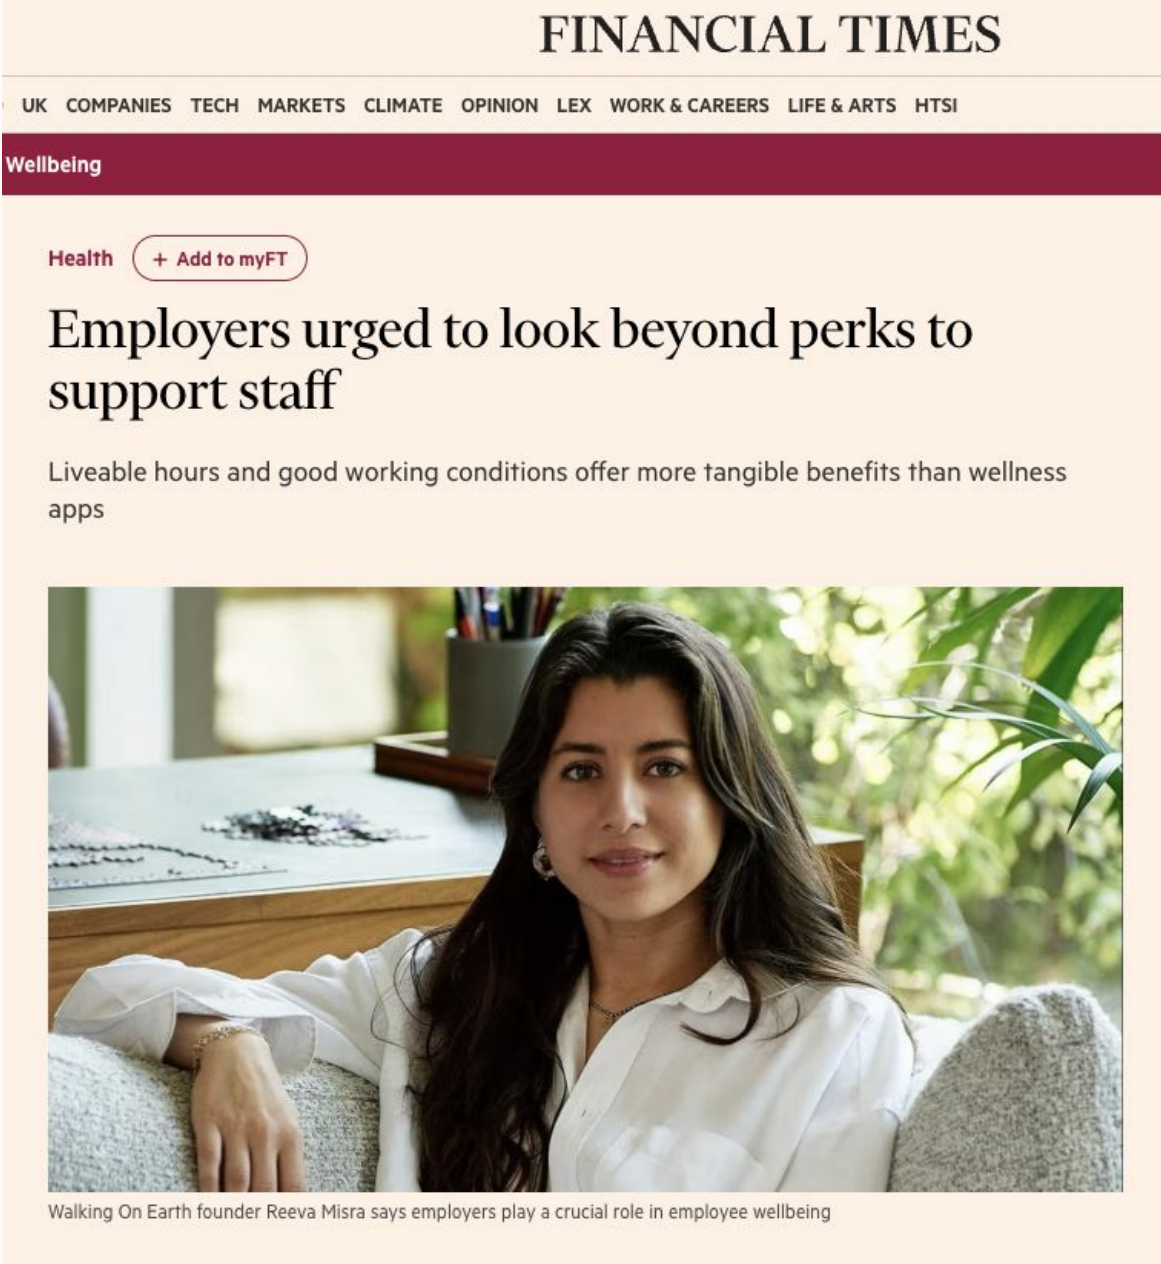 FINANCIAL TIMES
UK COMPANIES TECH MARKETS CLIMATE OPINION LEX WORK & CAREERS LIFE & ARTS HTSI
Wellbeing
Health + Add to myFT
Employers urged to look beyond perks to
support staff
Liveable hours and good working conditions offer more tangible benefits than wellness
apps
Walking On Earth founder Reeva Misra says employers play a crucial role in employee wellbeing